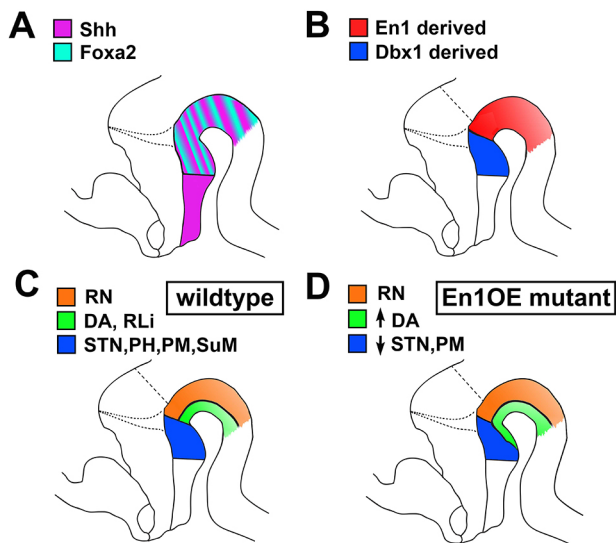 A
Shh
Foxa2
B
En1 derived
Dbx1 derived
C
wildtype
RN
DA, RLi
STN,PH,PM,SuM
D
En1OE mutant
RN
↑ DA
↓ STN,PM